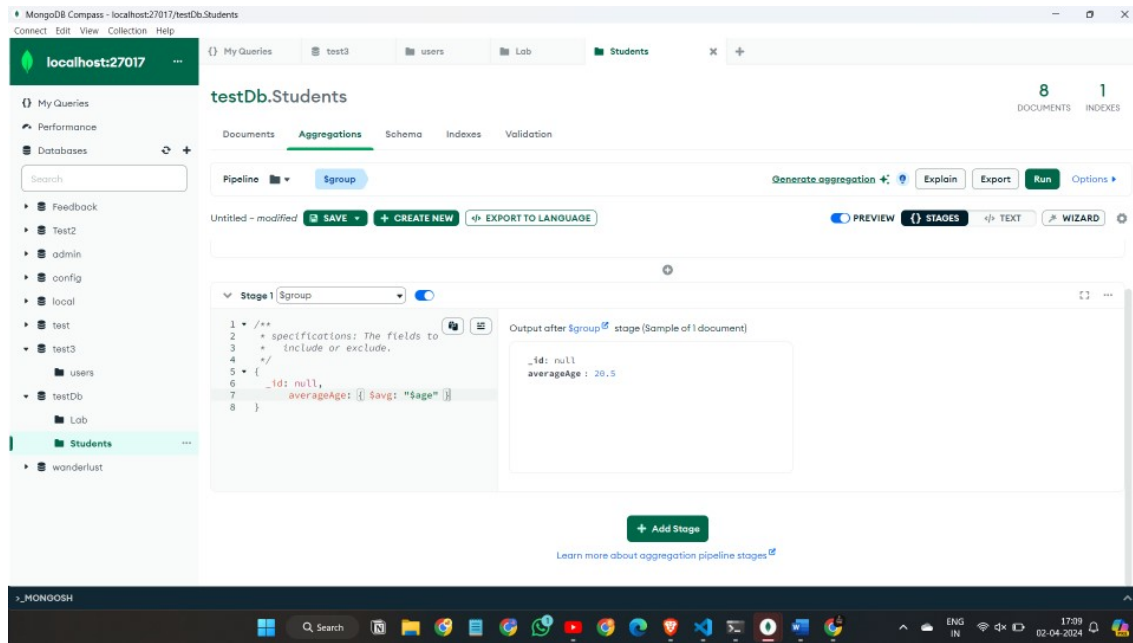 MongoDB Compass - localhost:27017/testDb.Students
Connect Edit View Collection Help
localhost:27017 ...
{} My Queries
test3
users
Lab
Students
My Queries
Performance
Databases
Search
Feedback
Test2
admin
config
local
test
test3
users
testDb
Lab
Students ...
wanderlust
testDb.Students
8
DOCUMENTS
1
INDEXES
Documents Aggregations Schema Indexes Validation
Pipeline $group Generate aggregation Explain Export Run Options
Untitled – modified SAVE + CREATE NEW </> EXPORT TO LANGUAGE PREVIEW {} STAGES </> TEXT WIZARD
Stage 1 $group
1 /**
2 * specifications: The fields to
3 * include or exclude.
4 */
5 {
6 _id: null,
7 averageAge: { $avg: "$age" }
8 }
Output after $group stage (Sample of 1 document)
_id: null
averageAge : 20.5
+ Add Stage
Learn more about aggregation pipeline stages
>_MONGOSH
Search
ENG
IN
17:09
02-04-2024